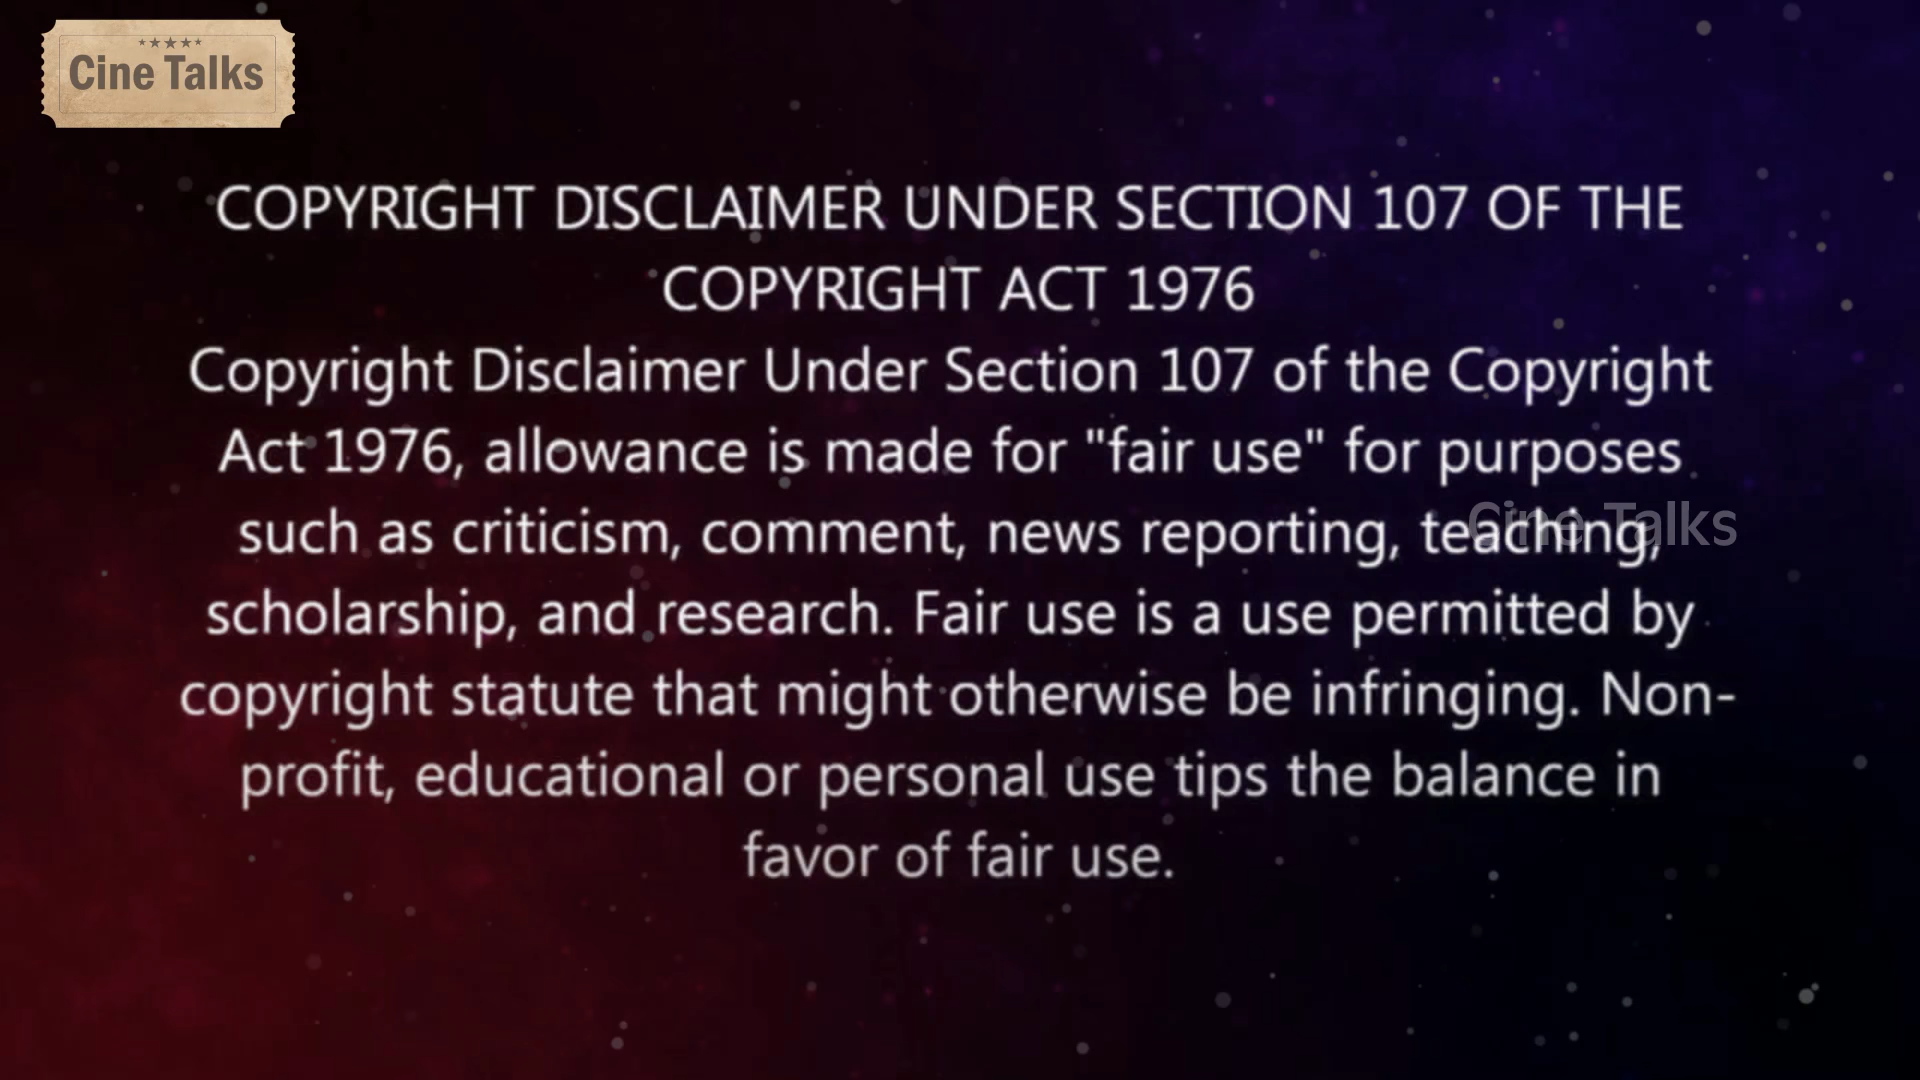 Cine Talks
COPYRIGHT DISCLAIMER UNDER SECTION 107 OF THE
COPYRIGHT ACT 1976
Copyright Disclaimer Under Section 107 of the Copyright
Act 1976, allowance is made for "fair use" for purposes
such as criticism, comment, news reporting, teaching,
Cine Talks
scholarship, and research. Fair use is a use permitted by
copyright statute that might otherwise be infringing. Non-
profit, educational or personal use tips the balance in
favor of fair use.